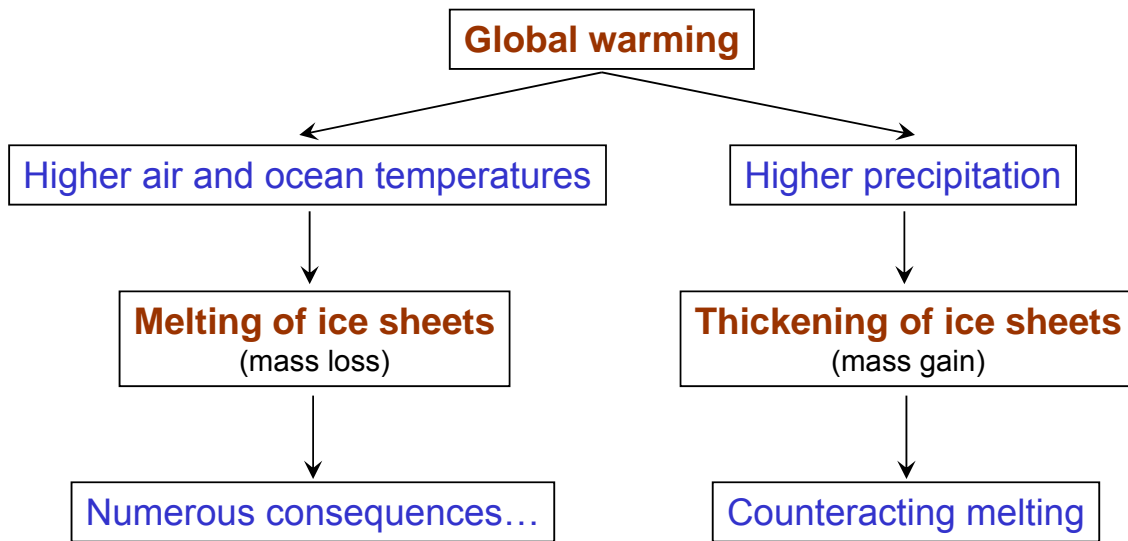 Global warming
Higher air and ocean temperatures
Higher precipitation
Melting of ice sheets
(mass loss)
Thickening of ice sheets
(mass gain)
Numerous consequences…
Counteracting melting